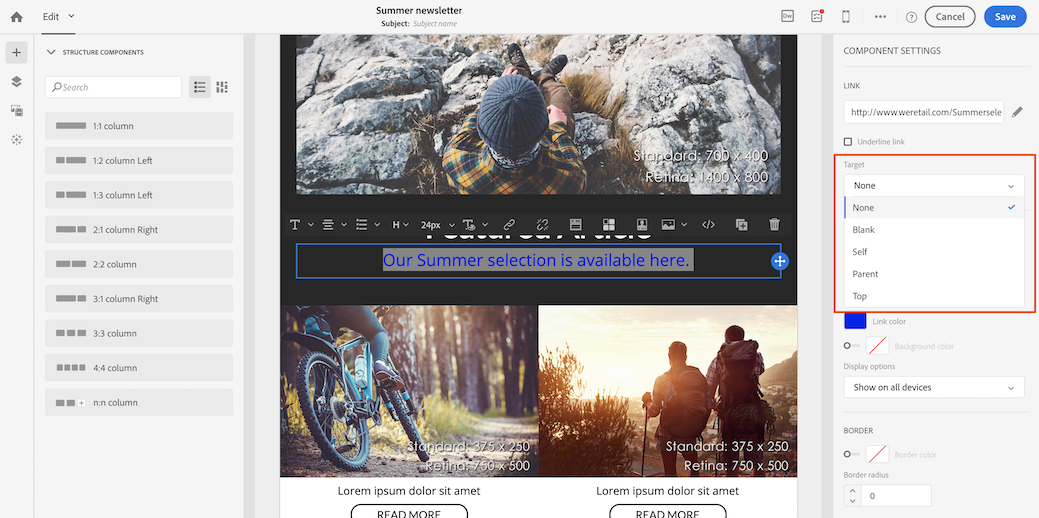 Summer newsletter
Edit
Subject: Subject name
Dw
Cancel
Save
STRUCTURE COMPONENTS
Search
1:1 column
1:2 column Left
1:3 column Left
2:1 column Right
2:2 column
3:1 column Right
3:3 column
4:4 column
n:n column
Standard: 700 x 400
Retina: 1400 x 800
T
H
24px
Featured Article
Our Summer selection is available here.
Standard: 375 x 250
Retina: 750 x 500
Standard: 375 x 250
Retina: 750 x 500
Lorem ipsum dolor sit amet
Lorem ipsum dolor sit amet
READ MORE
READ MORE
COMPONENT SETTINGS
LINK
http://www.weretail.com/Summersele
Underline link
Target
None
None
Blank
Self
Parent
Top
Link color
Background color
Display options
Show on all devices
BORDER
Border color
Border radius
0